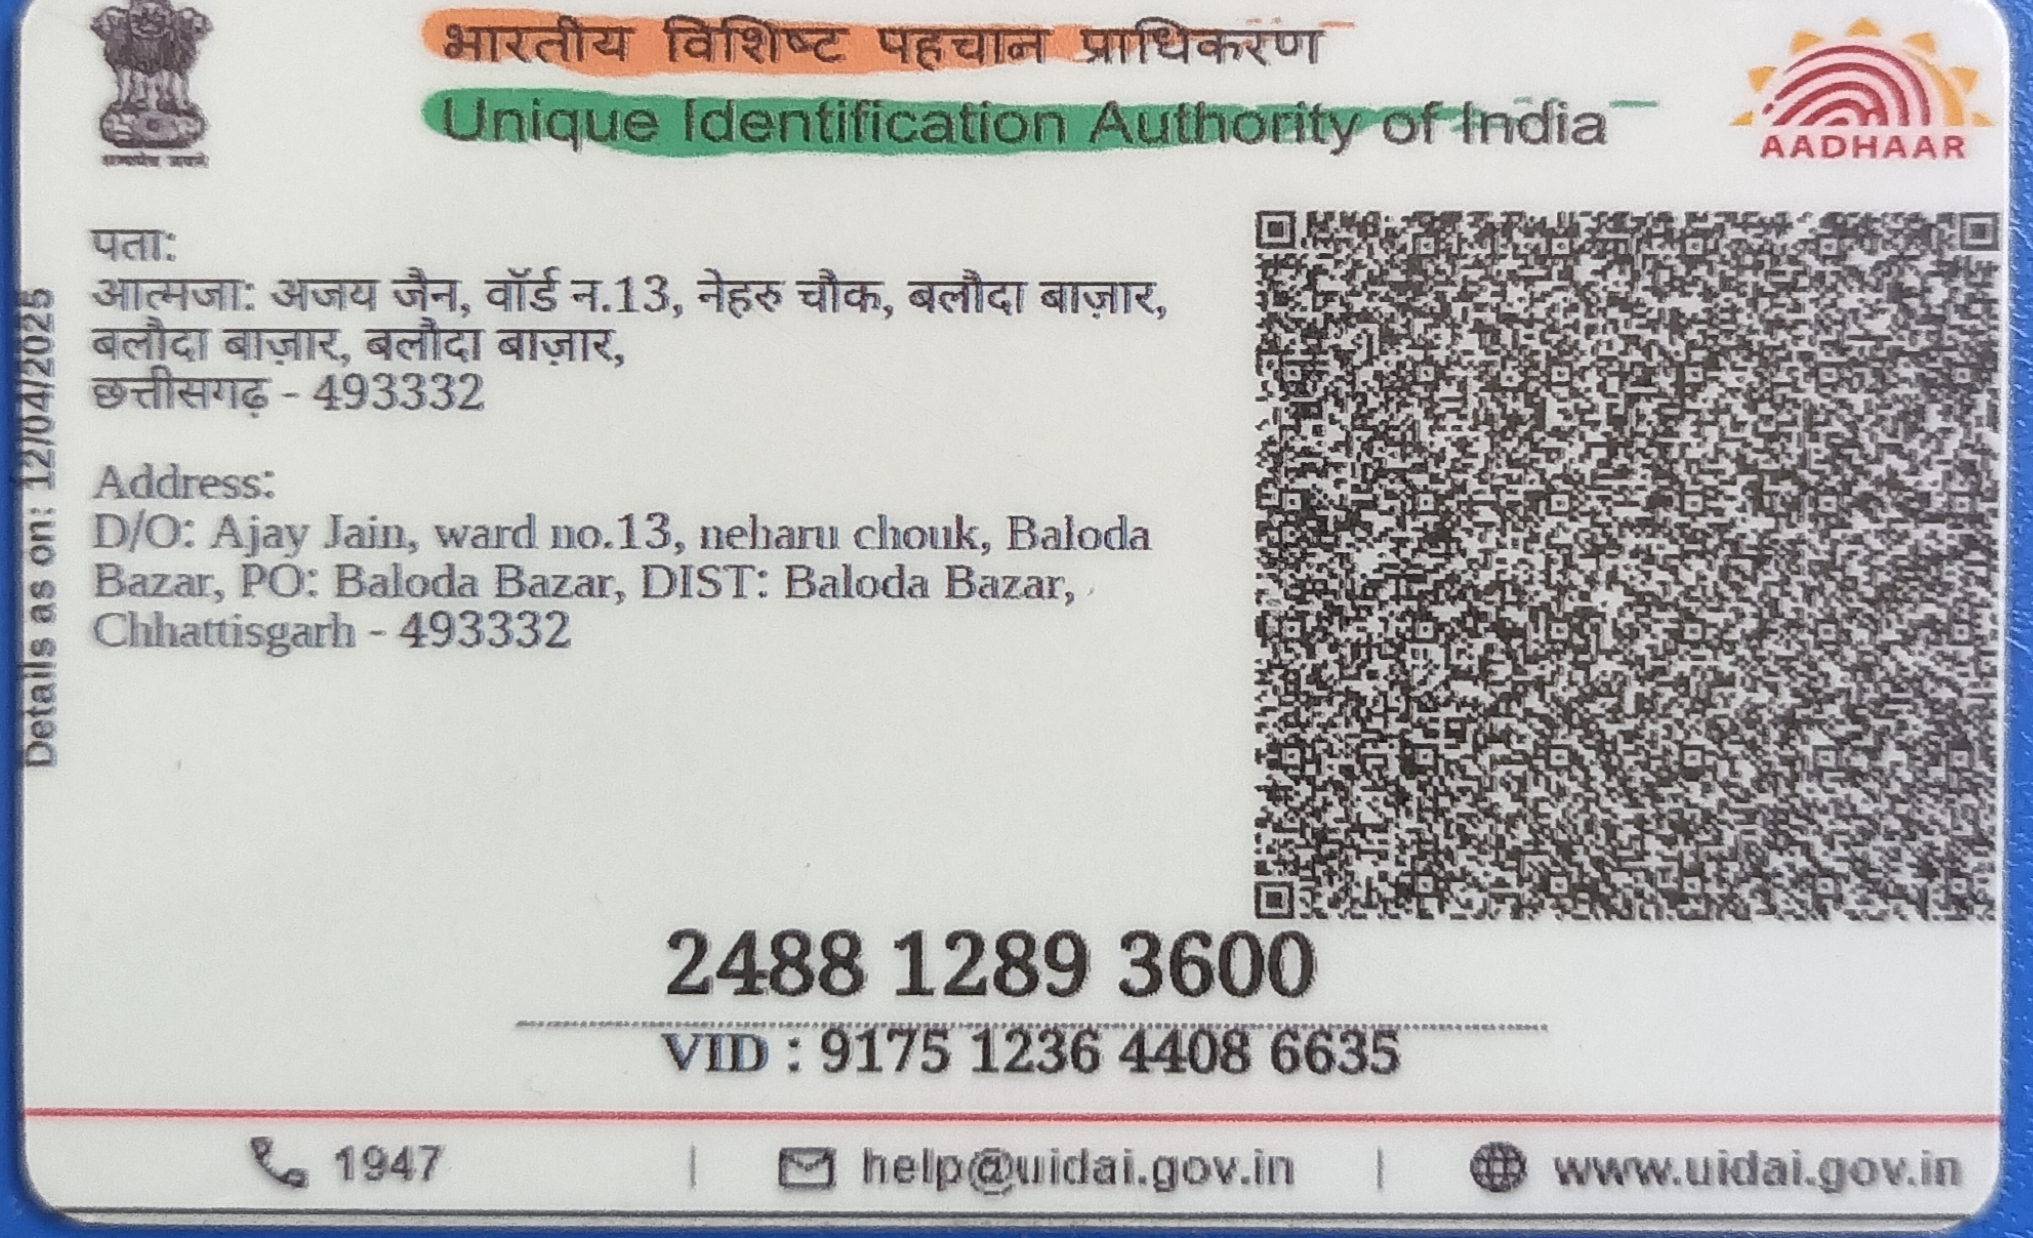 भारतीय विशिष्ट पहचान प्राधिकरण
Unique Identification Authority of India
AADHAAR
पता:
आत्मजा: अजय जैन, वॉर्ड न.13, नेहरु चौक, बलौदा बाज़ार,
बलौदा बाज़ार, बलौदा बाज़ार,
छत्तीसगढ़ - 493332
Address:
D/O: Ajay Jain, ward no.13, neharu chouk, Baloda
Bazar, PO: Baloda Bazar, DIST: Baloda Bazar,
Chhattisgarh - 493332
Details as on: 12/04/2025
2488 1289 3600
VID : 9175 1236 4408 6635
1947 | help@uidai.gov.in | www.uidai.gov.in